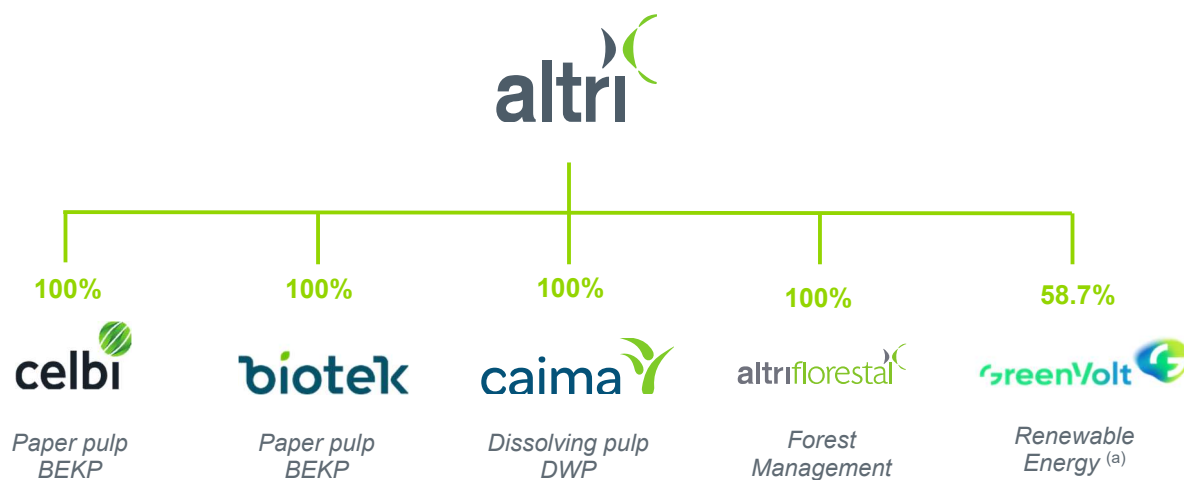 altri
100%
100%
100%
100%
58.7%
celbi
biotek
caima
altriflorestal
GreenVolt
Paper pulp
BEKP
Paper pulp
BEKP
Dissolving pulp
DWP
Forest
Management
Renewable
Energy (a)